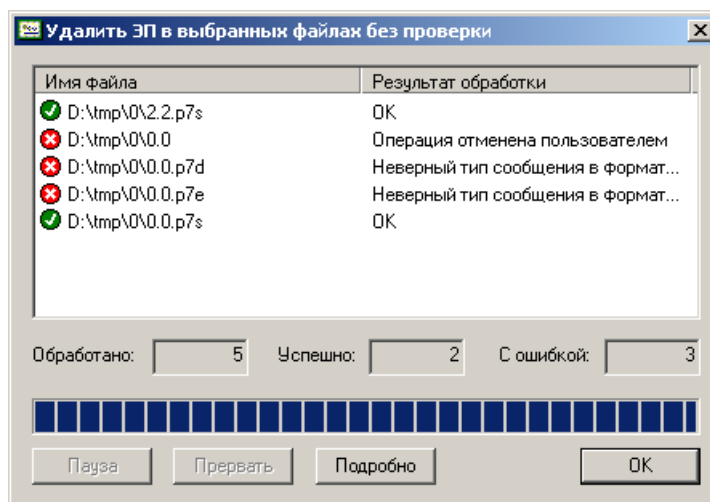 Удалить ЭП в выбранных файлах без проверки
Имя файла Результат обработки
D:\tmp\0\2.2.p7s OK
D:\tmp\0\0.0 Операция отменена пользователем
D:\tmp\0\0.0.p7d Неверный тип сообщения в формат...
D:\tmp\0\0.0.p7e Неверный тип сообщения в формат...
D:\tmp\0\0.0.p7s OK
Обработано: 5 Успешно: 2 С ошибкой: 3
Пауза Прервать Подробно OK